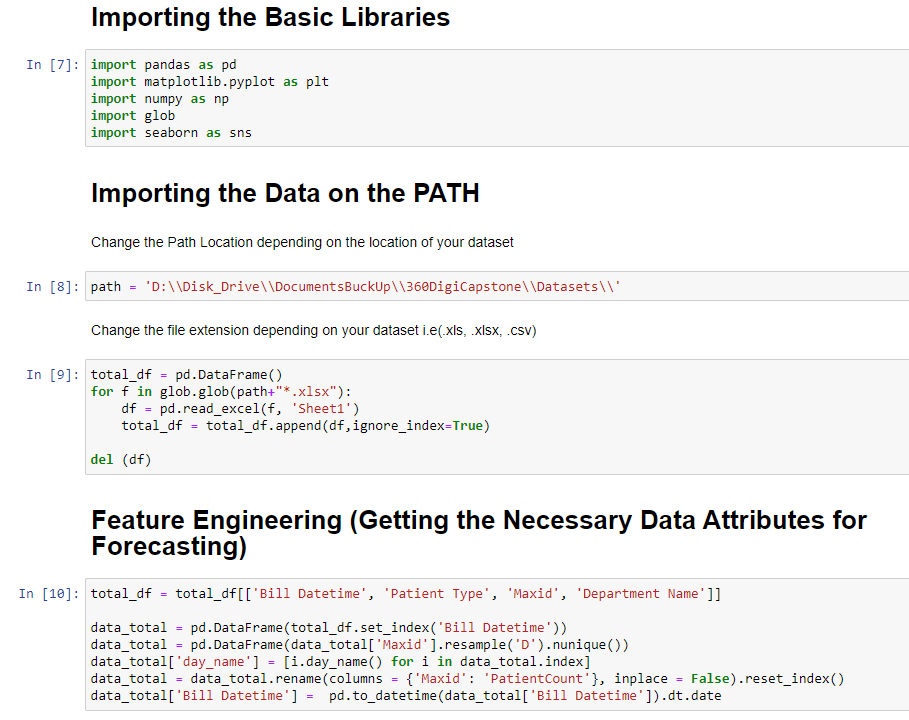 Importing the Basic Libraries
In [7]: import pandas as pd
import matplotlib.pyplot as plt
import numpy as np
import glob
import seaborn as sns
Importing the Data on the PATH
Change the Path Location depending on the location of your dataset
In [8]: path = 'D:\\Disk_Drive\\DocumentsBuckUp\\360DigiCapstone\\Datasets\\'
Change the file extension depending on your dataset i.e(.xls, .xlsx, .csv)
In [9]: total_df = pd.DataFrame()
for f in glob.glob(path+"*.xlsx"):
    df = pd.read_excel(f, 'Sheet1')
    total_df = total_df.append(df,ignore_index=True)
del (df)
Feature Engineering (Getting the Necessary Data Attributes for
Forecasting)
In [10]: total_df = total_df[['Bill Datetime', 'Patient Type', 'Maxid', 'Department Name']]
data_total = pd.DataFrame(total_df.set_index('Bill Datetime'))
data_total = pd.DataFrame(data_total['Maxid'].resample('D').nunique())
data_total['day_name'] = [i.day_name() for i in data_total.index]
data_total = data_total.rename(columns = {'Maxid': 'PatientCount'}, inplace = False).reset_index()
data_total['Bill Datetime'] =  pd.to_datetime(data_total['Bill Datetime']).dt.date